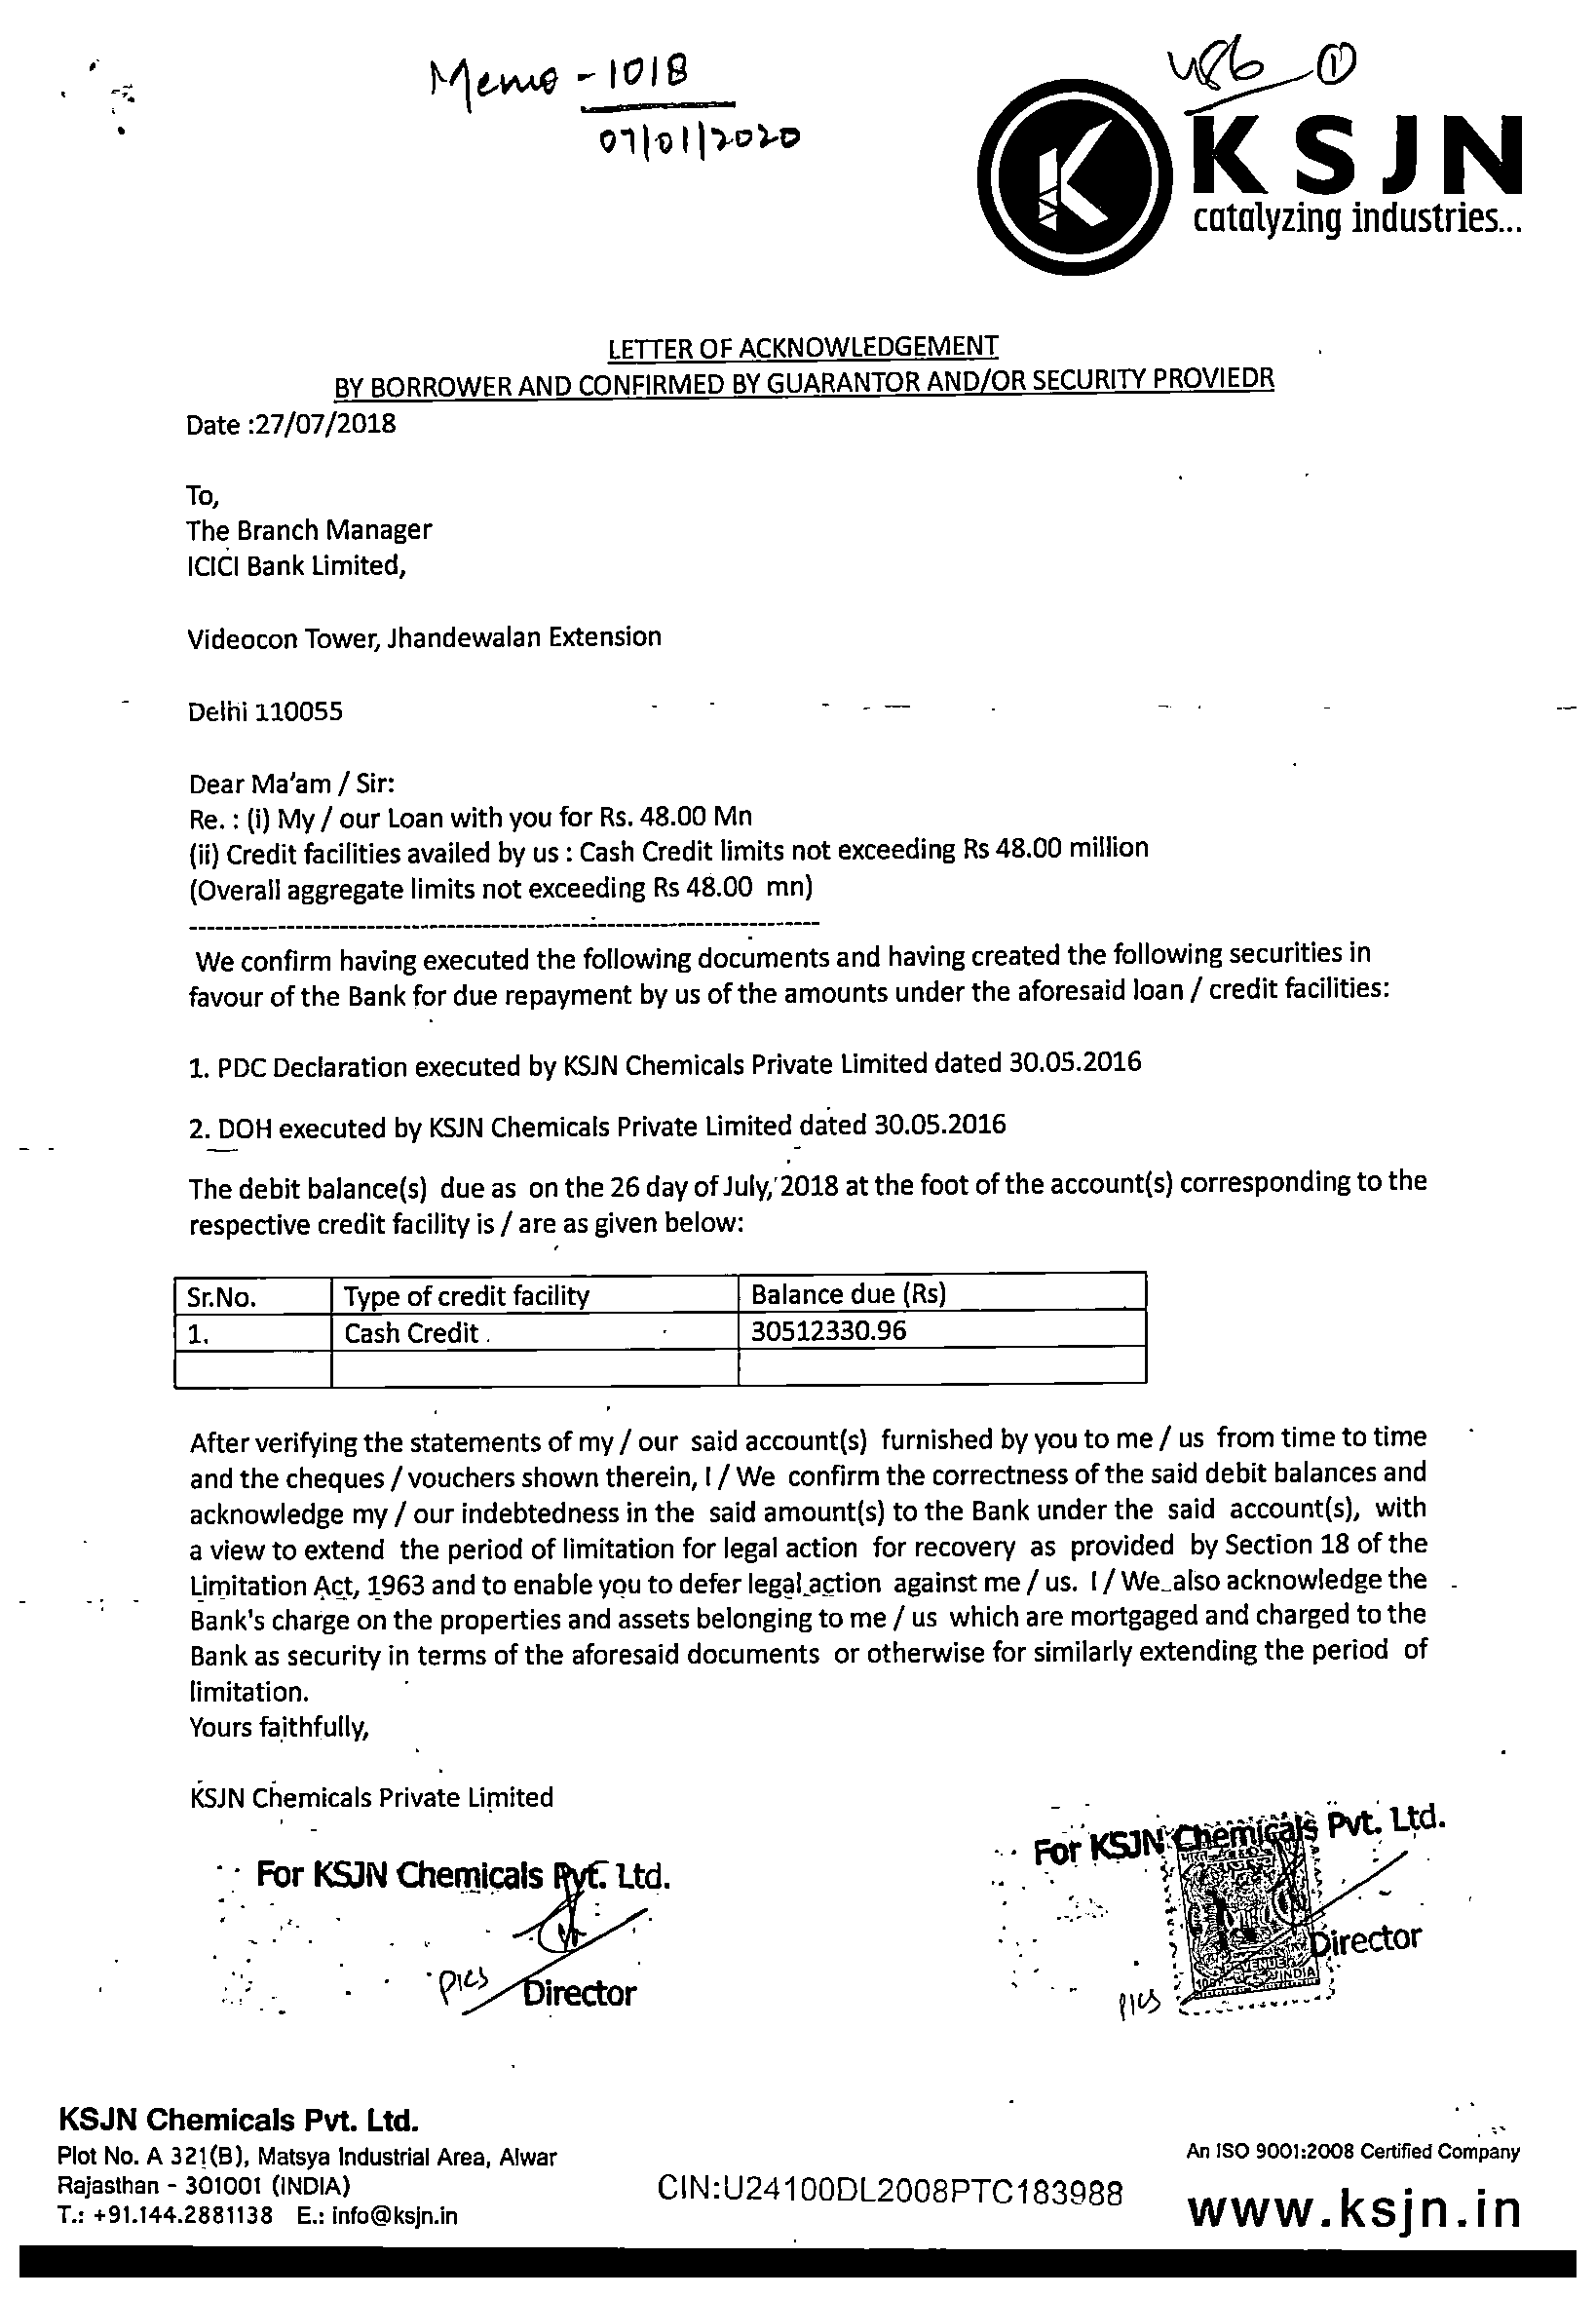 Memo - 1018
07/01/2020
486 1
KSJN
catalyzing industries...
LETTER OF ACKNOWLEDGEMENT
BY BORROWER AND CONFIRMED BY GUARANTOR AND/OR SECURITY PROVIEDR
Date :27/07/2018
To,
The Branch Manager
ICICI Bank Limited,
Videocon Tower, Jhandewalan Extension
Delhi 110055
Dear Ma'am / Sir:
Re. : (i) My / our Loan with you for Rs. 48.00 Mn
(ii) Credit facilities availed by us : Cash Credit limits not exceeding Rs 48.00 million
(Overall aggregate limits not exceeding Rs 48.00 mn)
We confirm having executed the following documents and having created the following securities in
favour of the Bank for due repayment by us of the amounts under the aforesaid loan / credit facilities:
1. PDC Declaration executed by KSJN Chemicals Private Limited dated 30.05.2016
2. DOH executed by KSJN Chemicals Private Limited dated 30.05.2016
The debit balance(s) due as on the 26 day of July, 2018 at the foot of the account(s) corresponding to the
respective credit facility is / are as given below:
Sr.No. Type of credit facility Balance due (Rs)
1. Cash Credit 30512330.96
After verifying the statements of my / our said account(s) furnished by you to me / us from time to time
and the cheques / vouchers shown therein, I / We confirm the correctness of the said debit balances and
acknowledge my / our indebtedness in the said amount(s) to the Bank under the said account(s), with
a view to extend the period of limitation for legal action for recovery as provided by Section 18 of the
Limitation Act, 1963 and to enable you to defer legal action against me / us. I / We also acknowledge the
Bank's charge on the properties and assets belonging to me / us which are mortgaged and charged to the
Bank as security in terms of the aforesaid documents or otherwise for similarly extending the period of
limitation.
Yours faithfully,
KSJN Chemicals Private Limited
For KSJN Chemicals Pvt. Ltd.
Director
For KSJN Chemicals Pvt. Ltd.
REVENUE
INDIA
Director
KSJN Chemicals Pvt. Ltd.
Plot No. A 321(B), Matsya Industrial Area, Alwar
Rajasthan - 301001 (INDIA)
T.: +91.144.2881138 E.: info@ksjn.in
CIN:U24100DL2008PTC183988
An ISO 9001:2008 Certified Company
www.ksjn.in